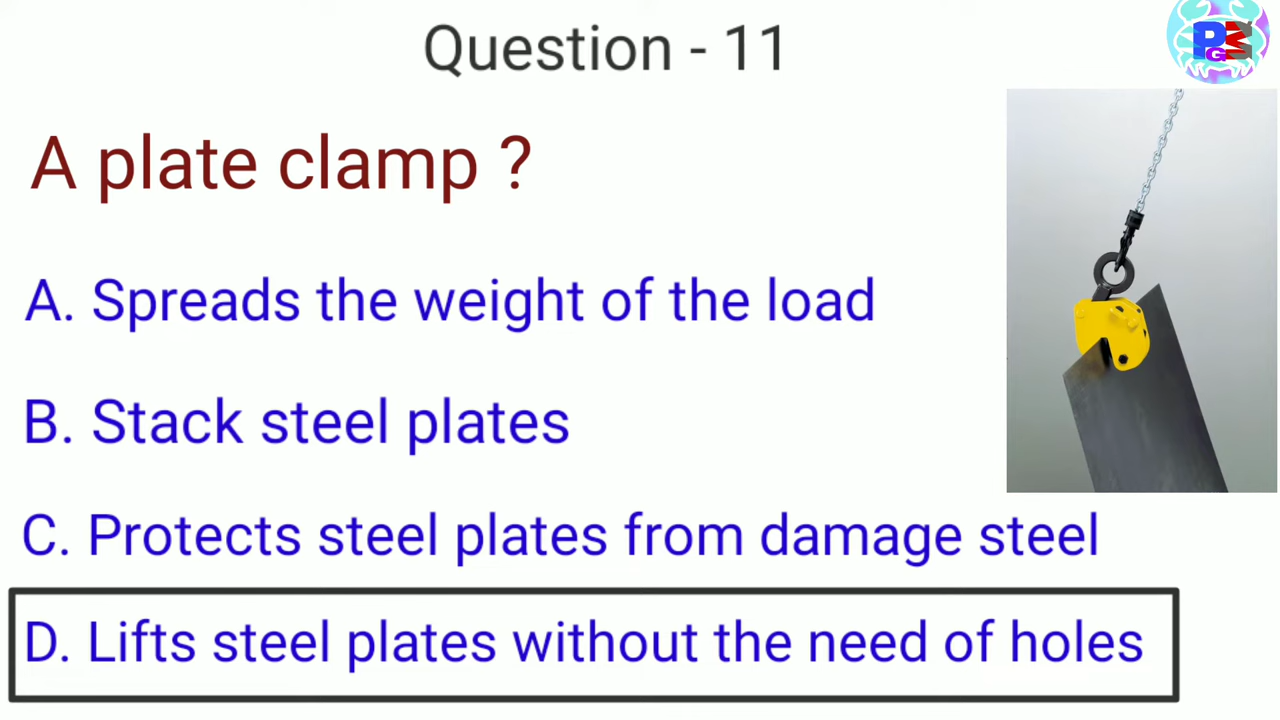 Question - 11
PGMM
A plate clamp ?
A. Spreads the weight of the load
B. Stack steel plates
C. Protects steel plates from damage steel
D. Lifts steel plates without the need of holes